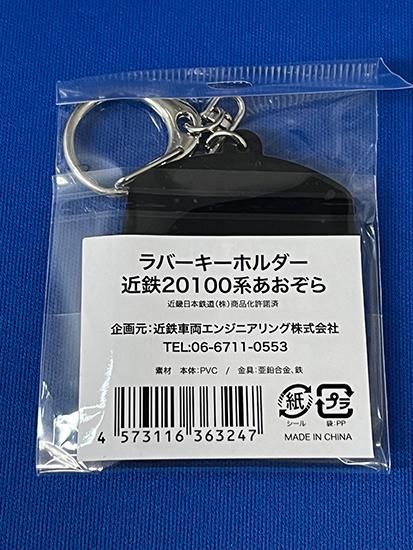 ラバーキーホルダー
近鉄20100系あおぞら
近畿日本鉄道(株)商品化許諾済
企画元:近鉄車両エンジニアリング株式会社
TEL:06-6711-0553
素材 本体:PVC / 金具:亜鉛合金、鉄
紙 プラ
シール 袋:PP
4 573116 363247
MADE IN CHINA